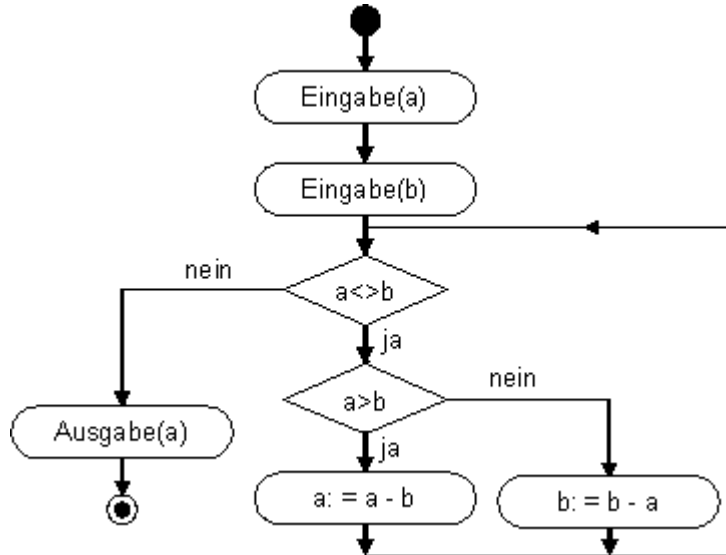 Eingabe(a)
Eingabe(b)
nein
a<>b
ja
a>b
nein
Ausgabe(a)
ja
a: = a - b
b: = b - a